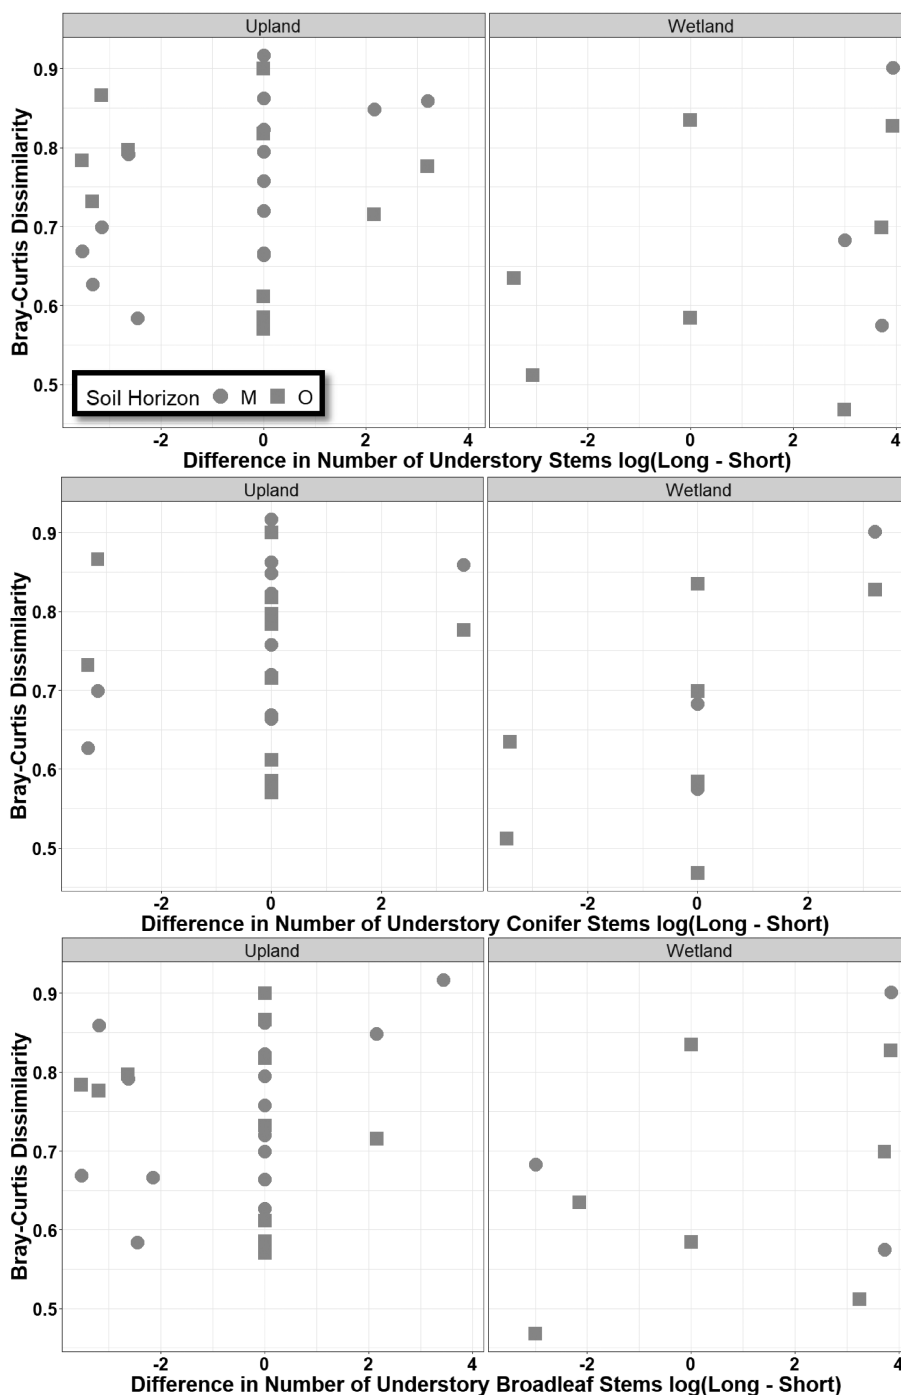 Upland Wetland
0.9
0.8
0.7
0.6
0.5
Bray-Curtis Dissimilarity
Soil Horizon M O
-2 0 2 4 -2 0 2 4
Difference in Number of Understory Stems log(Long - Short)
Upland Wetland
0.9
0.8
0.7
0.6
0.5
Bray-Curtis Dissimilarity
-2 0 2 -2 0 2
Difference in Number of Understory Conifer Stems log(Long - Short)
Upland Wetland
0.9
0.8
0.7
0.6
0.5
Bray-Curtis Dissimilarity
-2 0 2 4 -2 0 2 4
Difference in Number of Understory Broadleaf Stems log(Long - Short)